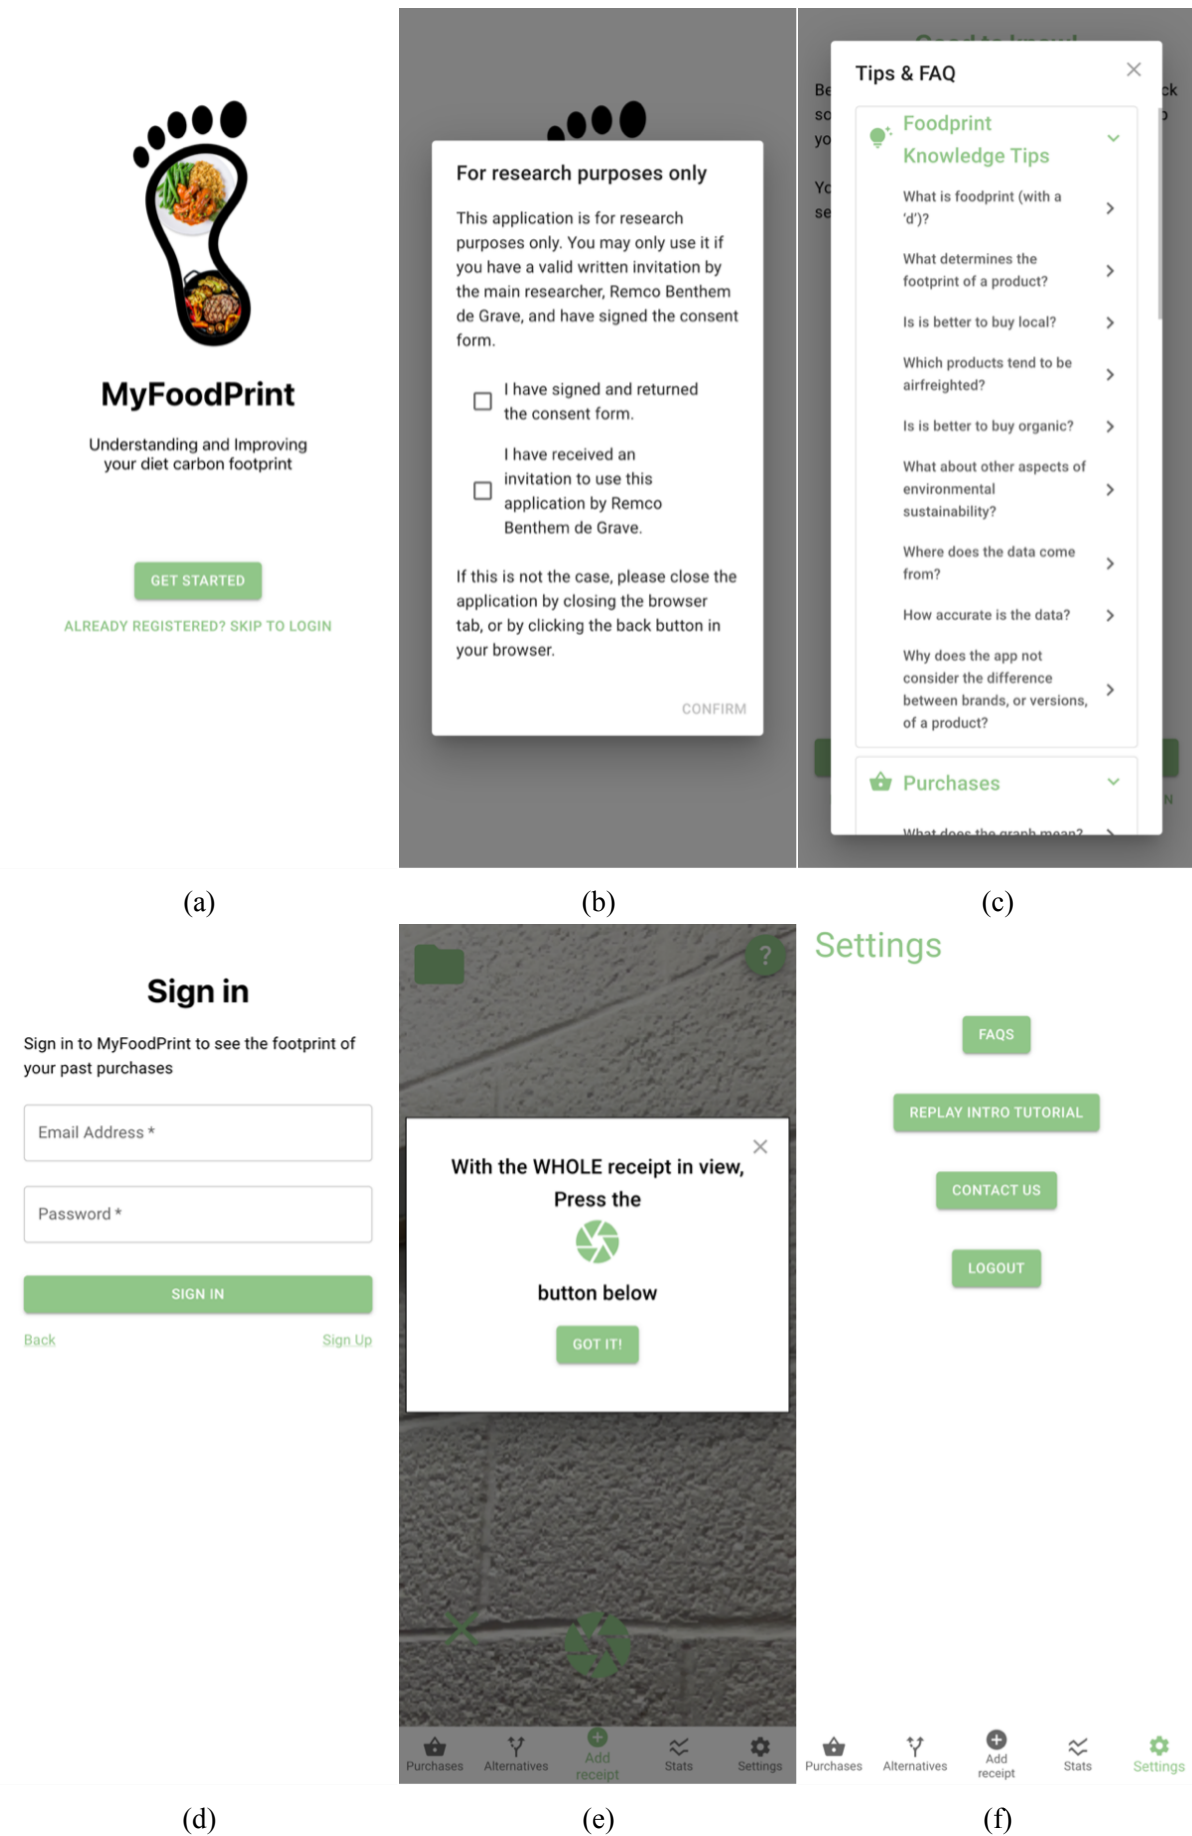 MyFoodPrint
Understanding and Improving
your diet carbon footprint
GET STARTED
ALREADY REGISTERED? SKIP TO LOGIN
(a)
For research purposes only
This application is for research
purposes only. You may only use it if
you have a valid written invitation by
the main researcher, Remco Benthem
de Grave, and have signed the consent
form.
I have signed and returned
the consent form.
I have received an
invitation to use this
application by Remco
Benthem de Grave.
If this is not the case, please close the
application by closing the browser
tab, or by clicking the back button in
your browser.
CONFIRM
(b)
Tips & FAQ
Foodprint
Knowledge Tips
What is foodprint (with a
‘d’)?
What determines the
footprint of a product?
Is is better to buy local?
Which products tend to be
airfreighted?
Is is better to buy organic?
What about other aspects of
environmental
sustainability?
Where does the data come
from?
How accurate is the data?
Why does the app not
consider the difference
between brands, or versions,
of a product?
Purchases
What does the graph mean?
(c)
Sign in
Sign in to MyFoodPrint to see the footprint of
your past purchases
Email Address *
Password *
SIGN IN
Back
Sign Up
(d)
?
With the WHOLE receipt in view,
Press the
button below
GOT IT!
Purchases
Alternatives
Add
receipt
Stats
Settings
(e)
Settings
FAQS
REPLAY INTRO TUTORIAL
CONTACT US
LOGOUT
Purchases
Alternatives
Add
receipt
Stats
Settings
(f)